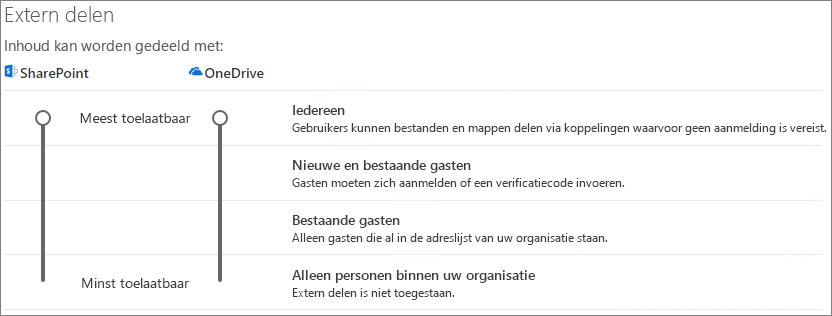 Extern delen
Inhoud kan worden gedeeld met:
SharePoint OneDrive
Meest toelaatbaar
Iedereen
Gebruikers kunnen bestanden en mappen delen via koppelingen waarvoor geen aanmelding is vereist.
Nieuwe en bestaande gasten
Gasten moeten zich aanmelden of een verificatiecode invoeren.
Bestaande gasten
Alleen gasten die al in de adreslijst van uw organisatie staan.
Minst toelaatbaar
Alleen personen binnen uw organisatie
Extern delen is niet toegestaan.